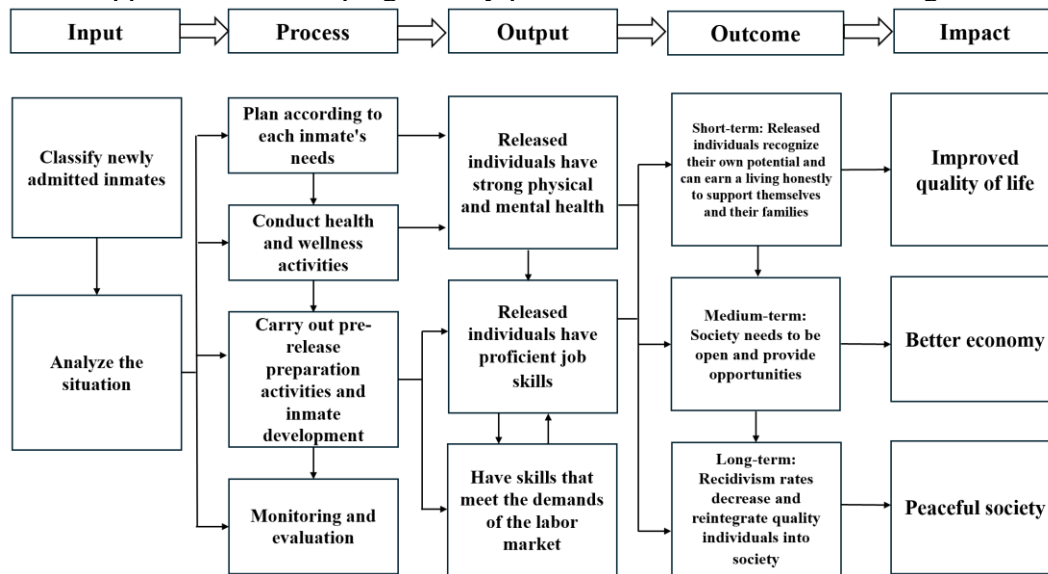 Input
Process
Output
Outcome
Impact
Classify newly
admitted inmates
Analyze the
situation
Plan according to
each inmate's
needs
Conduct health
and wellness
activities
Carry out pre-
release
preparation
activities and
inmate
development
Monitoring and
evaluation
Released
individuals have
strong physical
and mental health
Released
individuals have
proficient job
skills
Have skills that
meet the demands
of the labor
market
Short-term: Released
individuals recognize
their own potential and
can earn a living honestly
to support themselves
and their families
Medium-term:
Society needs to be
open and provide
opportunities
Long-term:
Recidivism rates
decrease and
reintegrate quality
individuals into
society
Improved
quality of life
Better economy
Peaceful society